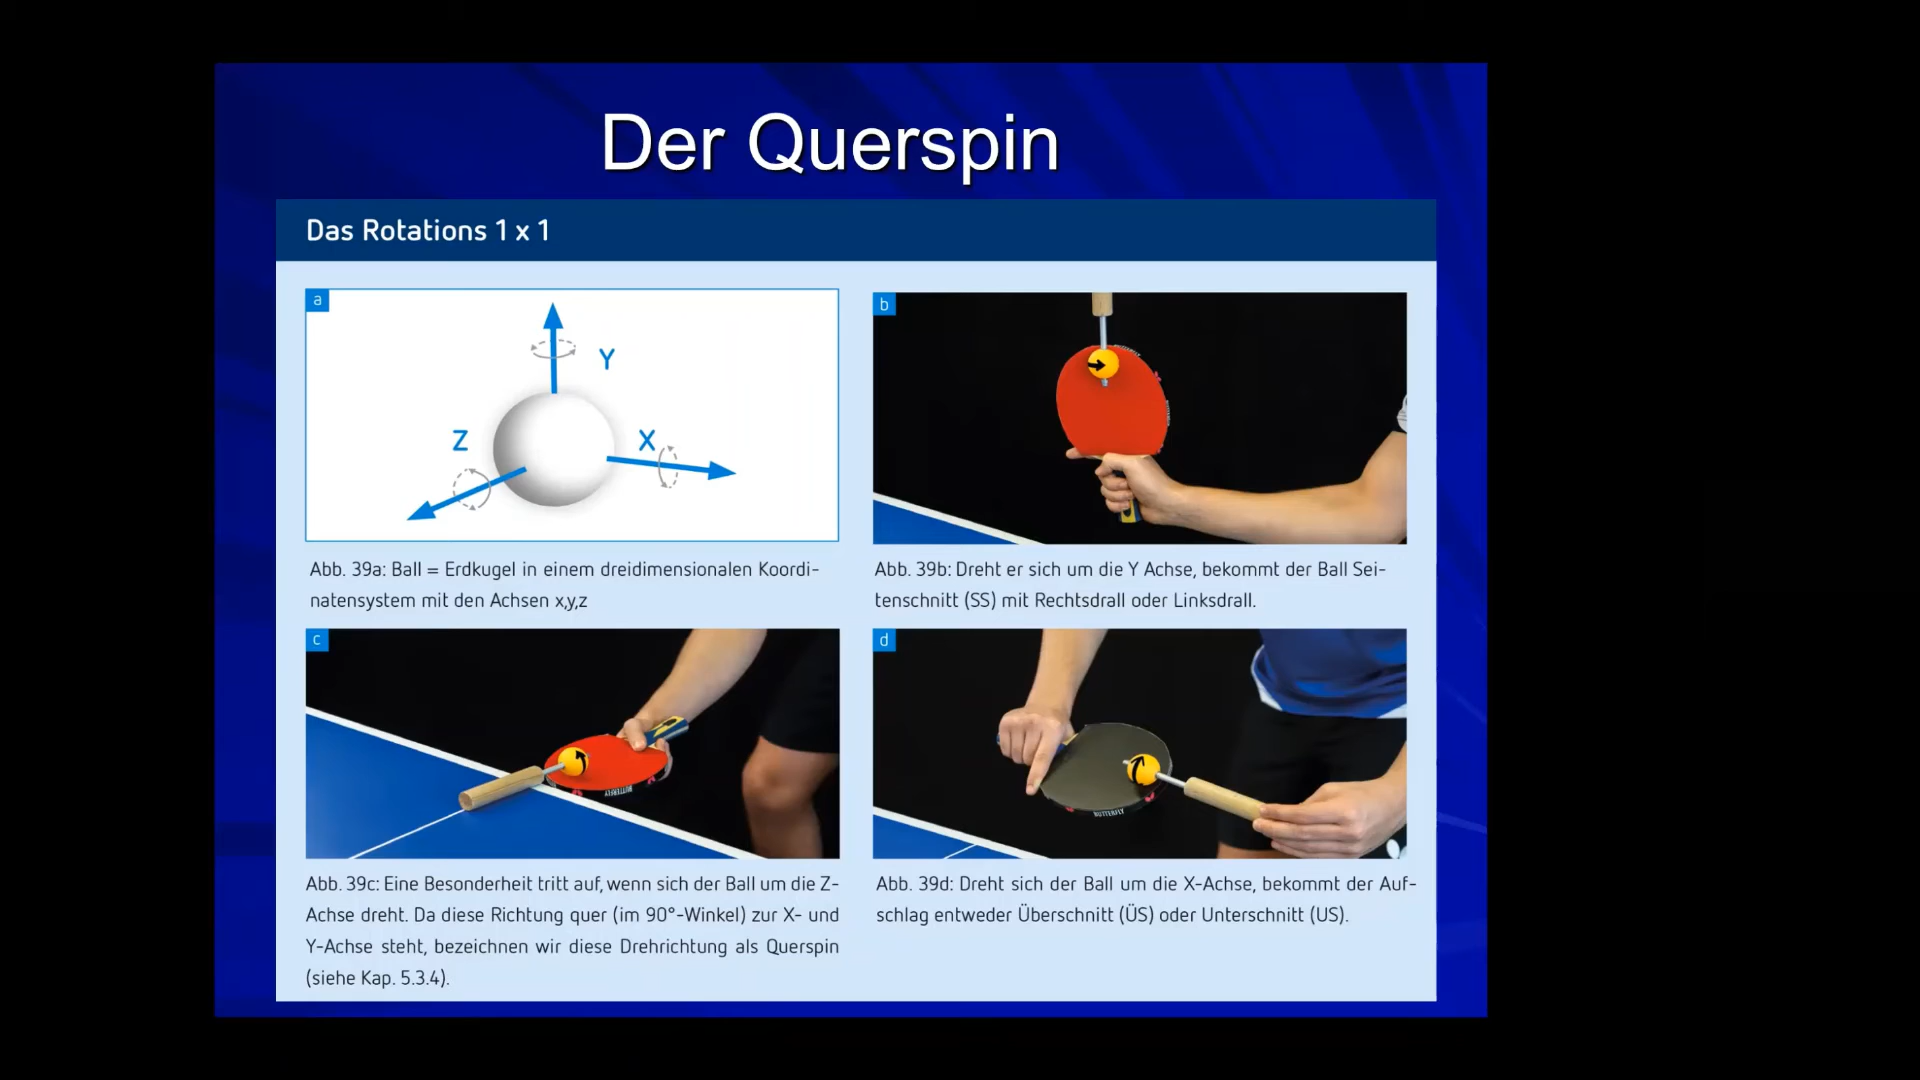 Der Querspin
Das Rotations 1 x 1
a
Y
Z
X
Abb. 39a: Ball = Erdkugel in einem dreidimensionalen Koordi-
natensystem mit den Achsen x,y,z
b
BUTTERFLY
Abb. 39b: Dreht er sich um die Y Achse, bekommt der Ball Sei-
tenschnitt (SS) mit Rechtsdrall oder Linksdrall.
c
BUTTERFLY
Abb. 39c: Eine Besonderheit tritt auf, wenn sich der Ball um die Z-
Achse dreht. Da diese Richtung quer (im 90°-Winkel) zur X- und
Y-Achse steht, bezeichnen wir diese Drehrichtung als Querspin
(siehe Kap. 5.3.4).
d
BUTTERFLY
Abb. 39d: Dreht sich der Ball um die X-Achse, bekommt der Auf-
schlag entweder Überschnitt (ÜS) oder Unterschnitt (US).